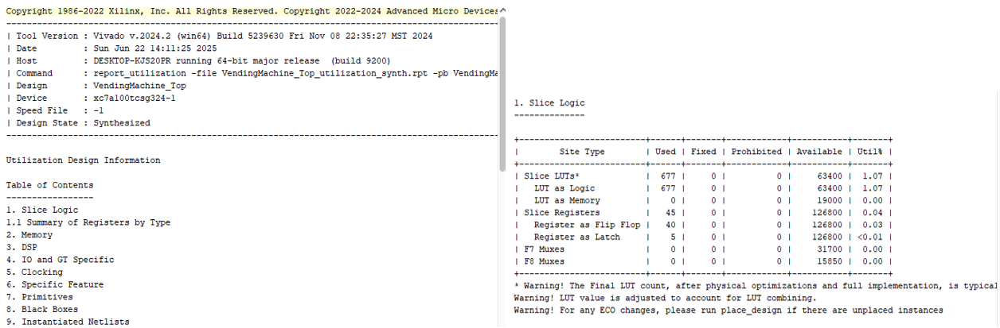 Copyright 1986-2022 Xilinx, Inc. All Rights Reserved. Copyright 2022-2024 Advanced Micro Devices
---------------------------------------------------------------------------------------------
| Tool Version : Vivado v.2024.2 (win64) Build 5239630 Fri Nov 08 22:35:27 MST 2024
| Date         : Sun Jun 22 14:11:25 2025
| Host         : DESKTOP-KJS20PR running 64-bit major release  (build 9200)
| Command      : report_utilization -file VendingMachine_Top_utilization_synth.rpt -pb VendingMa
| Design       : VendingMachine_Top
| Device       : xc7a100tcsg324-1
| Speed File   : -1
| Design State : Synthesized
---------------------------------------------------------------------------------------------
Utilization Design Information
Table of Contents
-----------------
1. Slice Logic
1.1 Summary of Registers by Type
2. Memory
3. DSP
4. IO and GT Specific
5. Clocking
6. Specific Feature
7. Primitives
8. Black Boxes
9. Instantiated Netlists
1. Slice Logic
--------------
+-------------------------+------+-------+------------+-----------+-------+
|        Site Type        | Used | Fixed | Prohibited | Available | Util% |
+-------------------------+------+-------+------------+-----------+-------+
| Slice LUTs*             |  677 |     0 |          0 |     63400 |  1.07 |
|   LUT as Logic          |  677 |     0 |          0 |     63400 |  1.07 |
|   LUT as Memory         |    0 |     0 |          0 |     19000 |  0.00 |
| Slice Registers         |   45 |     0 |          0 |    126800 |  0.04 |
|   Register as Flip Flop |   40 |     0 |          0 |    126800 |  0.03 |
|   Register as Latch     |    5 |     0 |          0 |    126800 | <0.01 |
| F7 Muxes                |    0 |     0 |          0 |     31700 |  0.00 |
| F8 Muxes                |    0 |     0 |          0 |     15850 |  0.00 |
+-------------------------+------+-------+------------+-----------+-------+
* Warning! The Final LUT count, after physical optimizations and full implementation, is typical
Warning! LUT value is adjusted to account for LUT combining.
Warning! For any ECO changes, please run place_design if there are unplaced instances